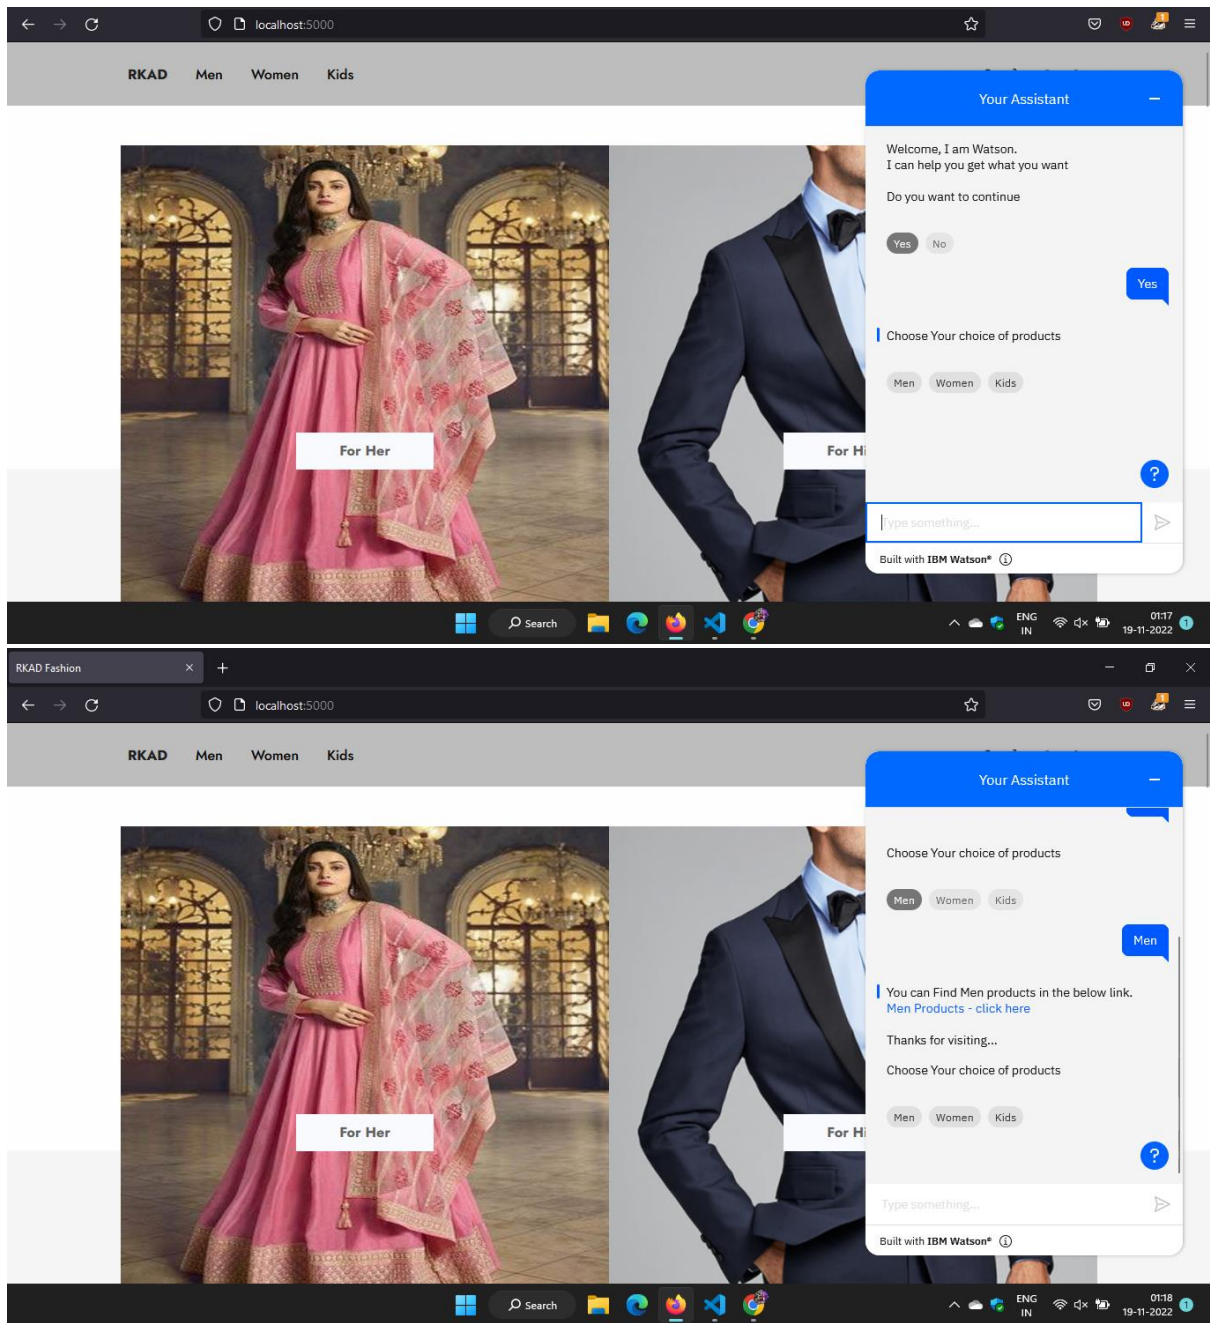 localhost:5000
RKAD Men Women Kids
Your Assistant
Welcome, I am Watson.
I can help you get what you want
Do you want to continue
Yes No
Yes
Choose Your choice of products
Men Women Kids
For Her
For Hi
?
Type something...
Built with IBM Watson®
Search
ENG
IN
01:17
19-11-2022
1
RKAD Fashion
localhost:5000
RKAD Men Women Kids
Your Assistant
Choose Your choice of products
Men Women Kids
Men
You can Find Men products in the below link.
Men Products - click here
Thanks for visiting...
Choose Your choice of products
Men Women Kids
For Her
For Hi
?
Type something...
Built with IBM Watson®
Search
ENG
IN
01:18
19-11-2022
1